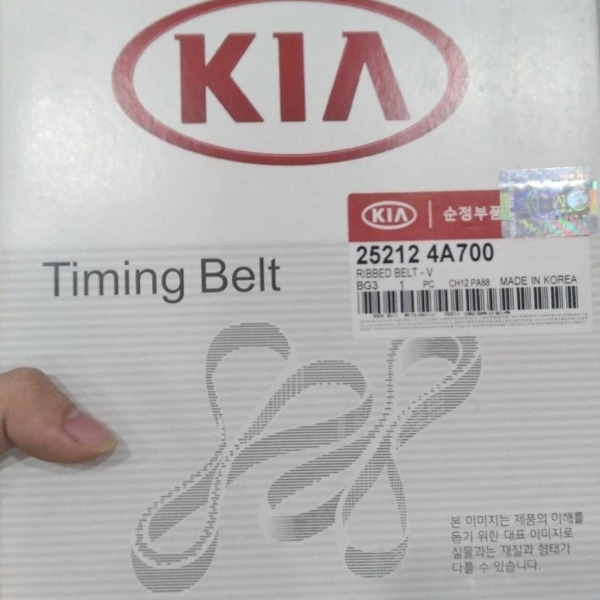 KIA
KIA 순정부품
25212 4A700
RIBBED BELT - V
BG3 1 PC CH12 PA88 MADE IN KOREA
Timing Belt
본 이미지는 제품의 이해를
돕기 위한 대표 이미지로
실물과는 재질과 형태가
다를 수 있습니다.